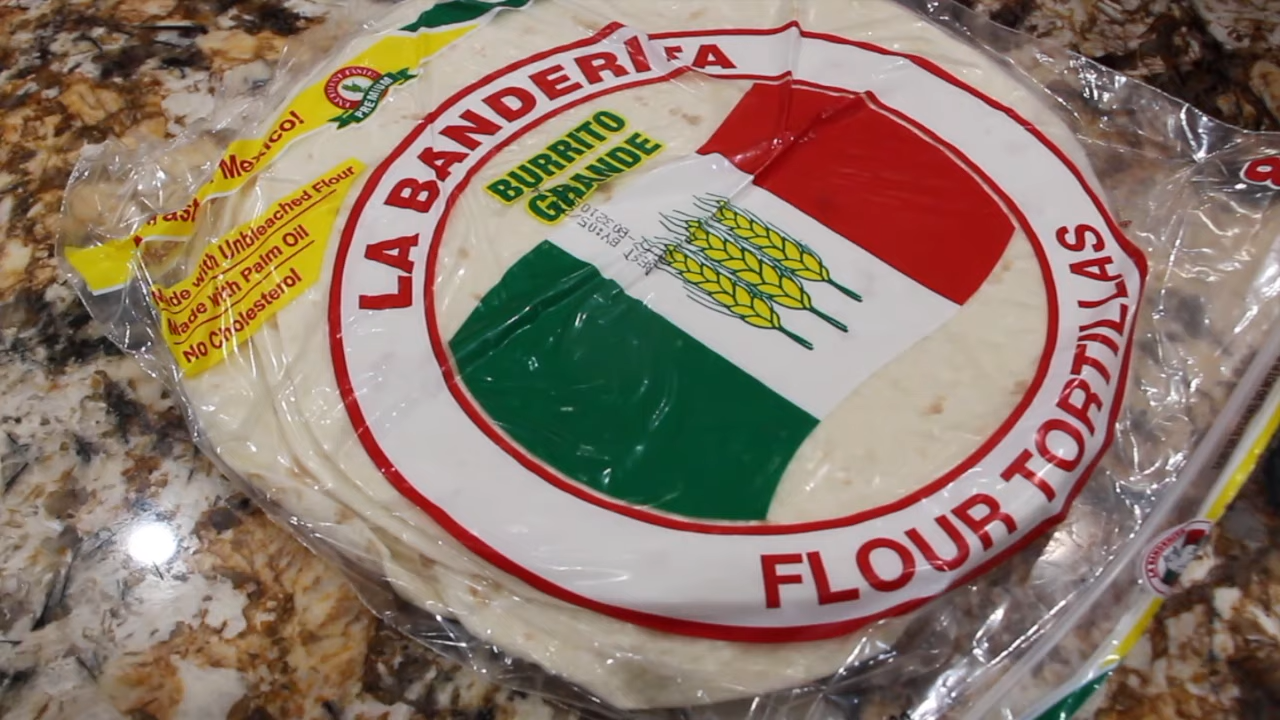 LA BANDERITA
BURRITO
GRANDE
FLOUR TORTILLAS
PREMIUM
Mexico!
Made with Unbleached Flour
Made with Palm Oil
No Cholesterol